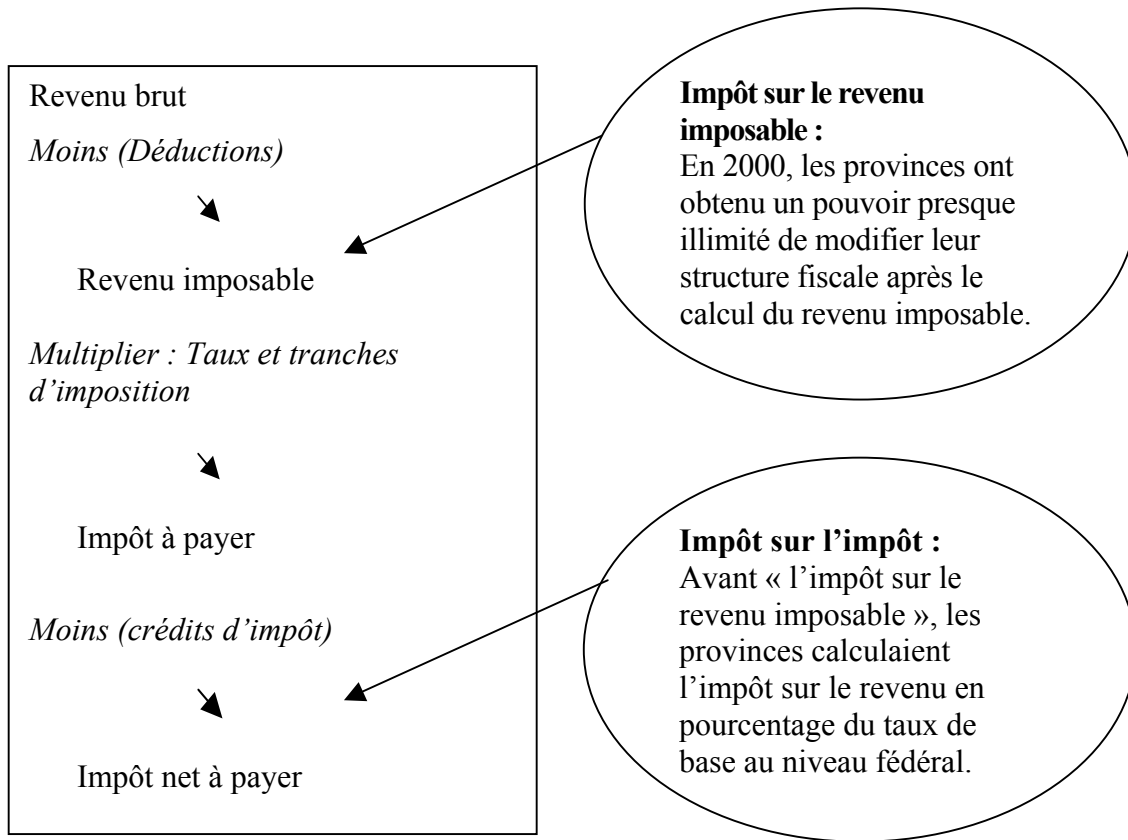 Revenu brut
Moins (Déductions)
Revenu imposable
Multiplier : Taux et tranches
d’imposition
Impôt à payer
Moins (crédits d’impôt)
Impôt net à payer
Impôt sur le revenu
imposable :
En 2000, les provinces ont
obtenu un pouvoir presque
illimité de modifier leur
structure fiscale après le
calcul du revenu imposable.
Impôt sur l’impôt :
Avant « l’impôt sur le
revenu imposable », les
provinces calculaient
l’impôt sur le revenu en
pourcentage du taux de
base au niveau fédéral.